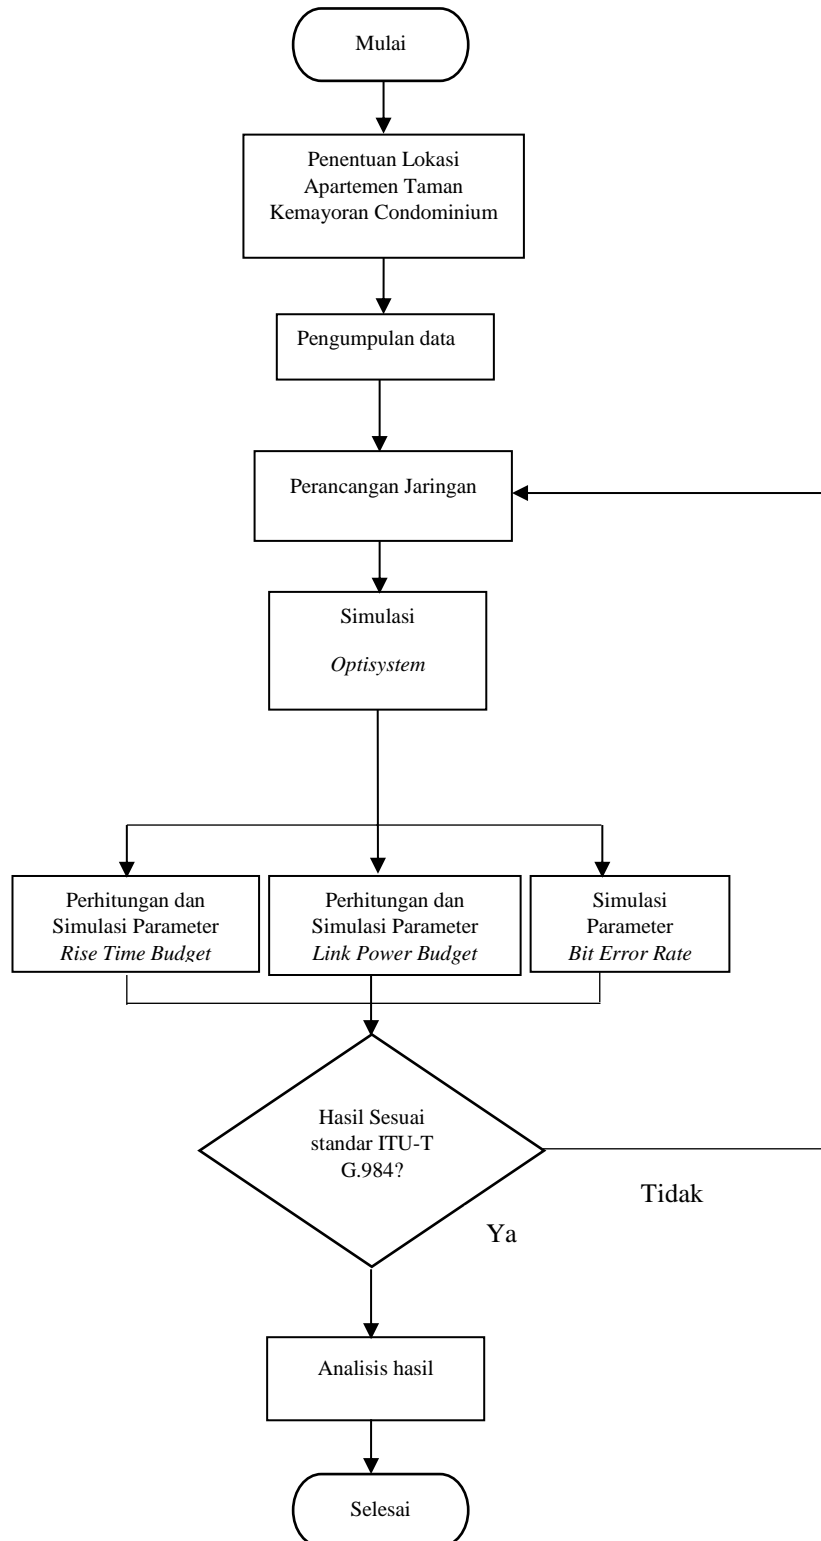 Mulai
Penentuan Lokasi
Apartemen Taman
Kemayoran Condominium
Pengumpulan data
Perancangan Jaringan
Simulasi
Optisystem
Perhitungan dan
Simulasi Parameter
Rise Time Budget
Perhitungan dan
Simulasi Parameter
Link Power Budget
Simulasi
Parameter
Bit Error Rate
Hasil Sesuai
standar ITU-T
G.984?
Tidak
Ya
Analisis hasil
Selesai